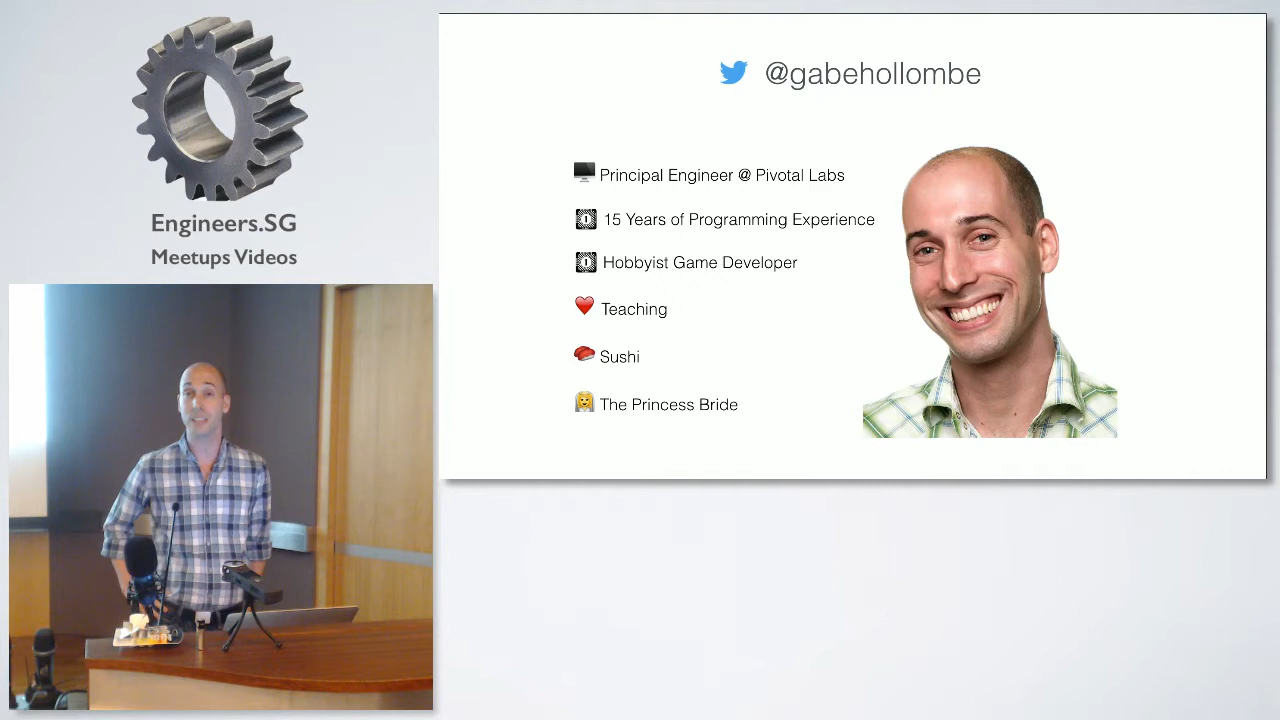 Engineers.SG
Meetups Videos
@gabehollombe
Principal Engineer @ Pivotal Labs
15 Years of Programming Experience
Hobbyist Game Developer
Teaching
Sushi
The Princess Bride